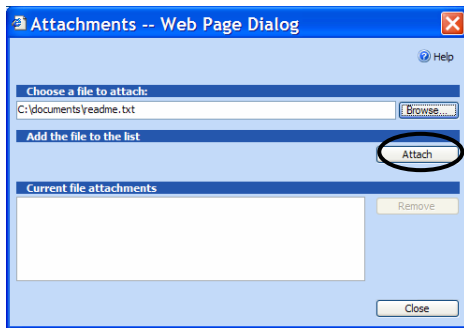 Attachments -- Web Page Dialog
Help
Choose a file to attach:
C:\documents\readme.txt
Browse...
Add the file to the list
Attach
Current file attachments
Remove
Close